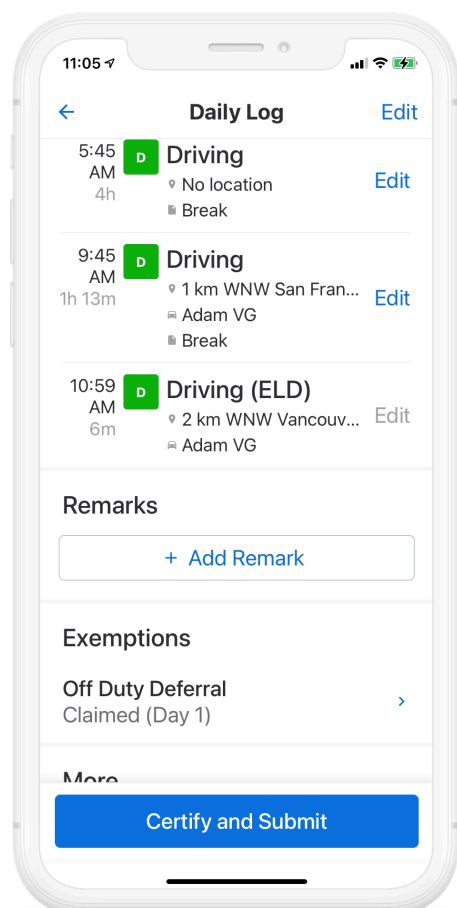 11:05
Daily Log
Edit
5:45 AM
4h
D
Driving
No location
Break
Edit
9:45 AM
1h 13m
D
Driving
1 km WNW San Fran...
Adam VG
Break
Edit
10:59 AM
6m
D
Driving (ELD)
2 km WNW Vancouv...
Adam VG
Edit
Remarks
+ Add Remark
Exemptions
Off Duty Deferral
Claimed (Day 1)
More
Certify and Submit